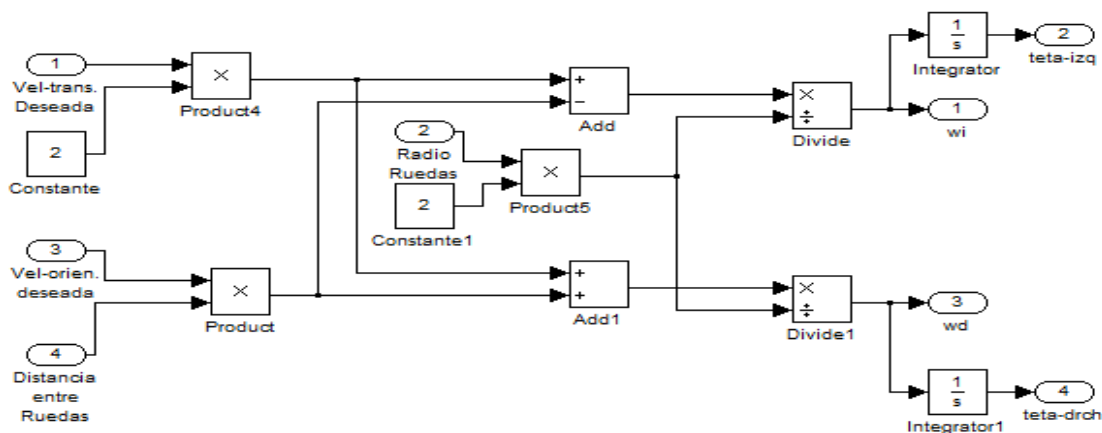 1
Vel-trans.
Deseada
2
Constante
×
Product4
3
Vel-orien.
deseada
4
Distancia
entre
Ruedas
×
Product
2
Radio
Ruedas
2
Constante1
×
Product5
+
−
Add
+
+
Add1
×
÷
Divide
×
÷
Divide1
1
s
Integrator
2
teta-izq
1
wi
3
wd
1
s
Integrator1
4
teta-drch